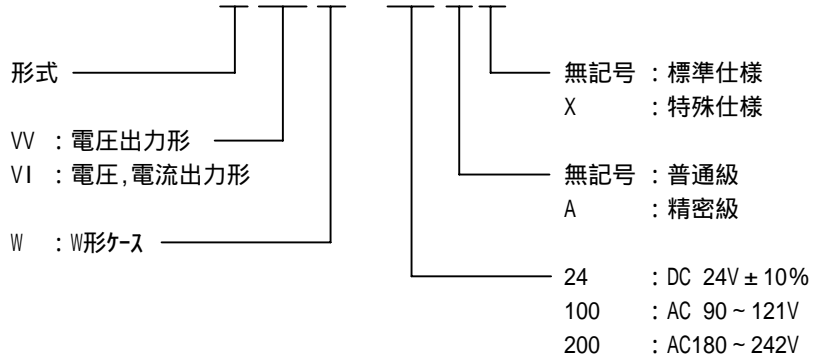 形式
VV : 電圧出力形
VI : 電圧,電流出力形
W : W形ケース
無記号 : 標準仕様
X : 特殊仕様
無記号 : 普通級
A : 精密級
24 : DC 24V±10%
100 : AC 90~121V
200 : AC180~242V